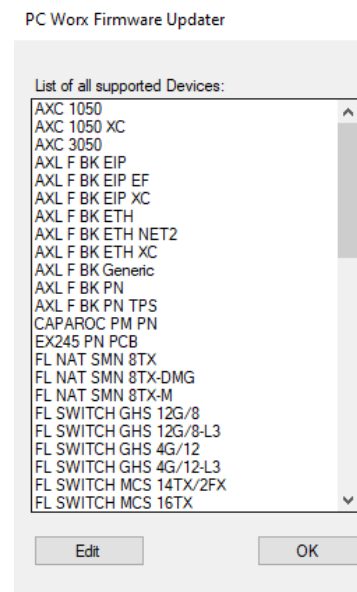 PC Worx Firmware Updater
List of all supported Devices:
AXC 1050
AXC 1050 XC
AXC 3050
AXL F BK EIP
AXL F BK EIP EF
AXL F BK EIP XC
AXL F BK ETH
AXL F BK ETH NET2
AXL F BK ETH XC
AXL F BK Generic
AXL F BK PN
AXL F BK PN TPS
CAPAROC PM PN
EX245 PN PCB
FL NAT SMN 8TX
FL NAT SMN 8TX-DMG
FL NAT SMN 8TX-M
FL SWITCH GHS 12G/8
FL SWITCH GHS 12G/8-L3
FL SWITCH GHS 4G/12
FL SWITCH GHS 4G/12-L3
FL SWITCH MCS 14TX/2FX
FL SWITCH MCS 16TX
Edit OK